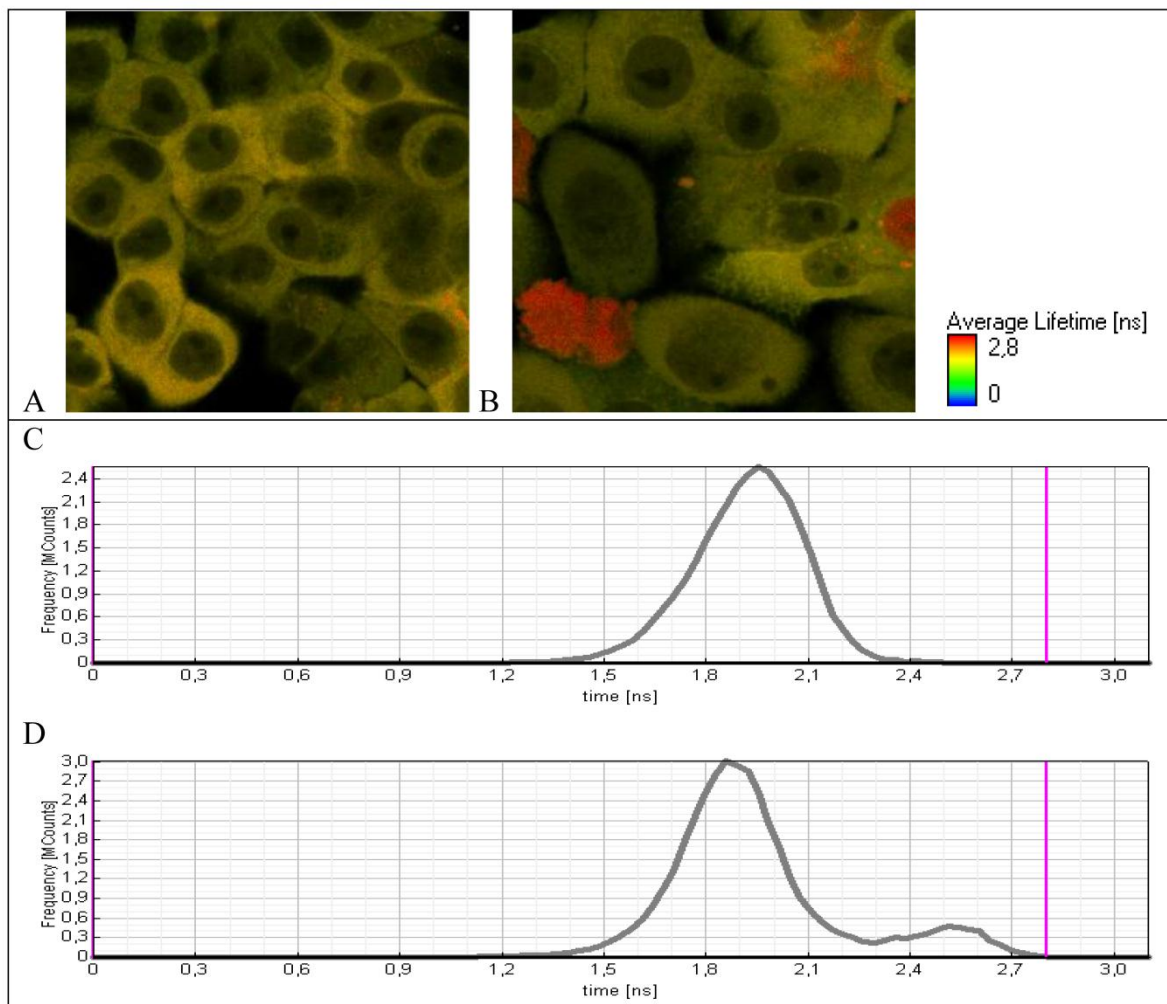 A
B
Average Lifetime [ns]
2,8
0
C
Frequency [MCounts]
2,4
2,1
1,8
1,5
1,2
0,9
0,6
0,3
0
0 0,3 0,6 0,9 1,2 1,5 1,8 2,1 2,4 2,7 3,0
time [ns]
D
Frequency [MCounts]
3,0
2,7
2,4
2,1
1,8
1,5
1,2
0,9
0,6
0,3
0
0 0,3 0,6 0,9 1,2 1,5 1,8 2,1 2,4 2,7 3,0
time [ns]